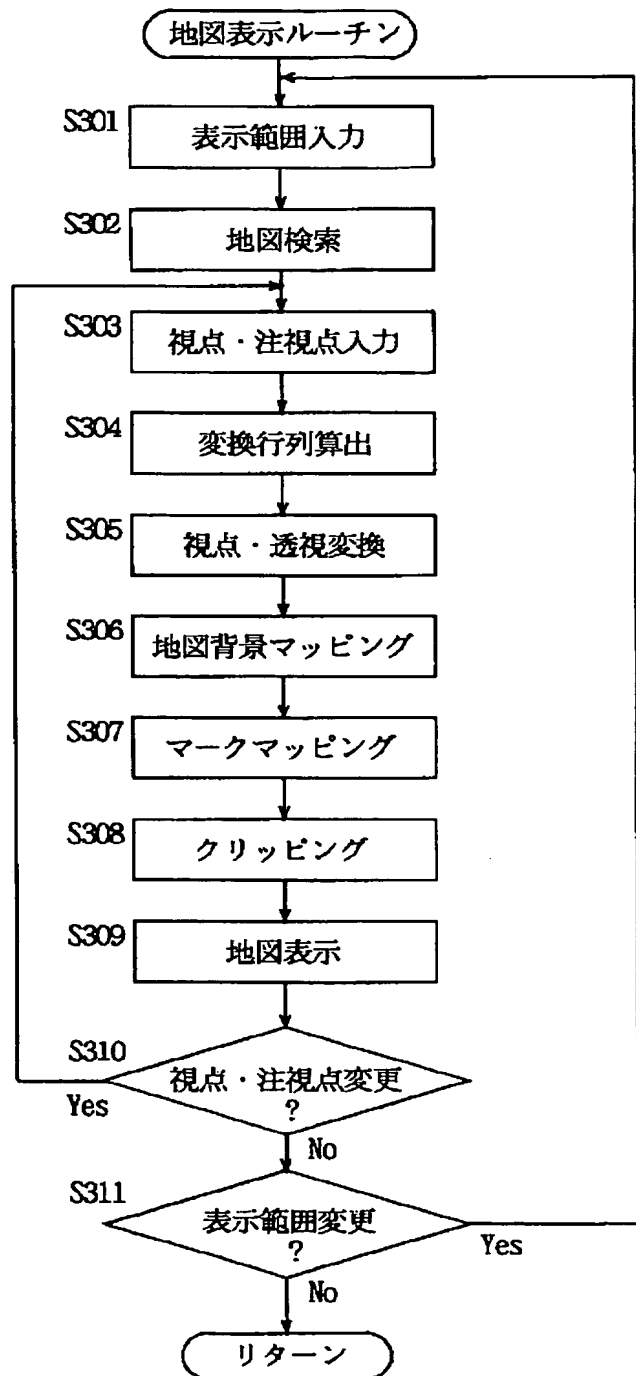 地図表示ルーチン
S301
表示範囲入力
S302
地図検索
S303
視点・注視点入力
S304
変換行列算出
S305
視点・透視変換
S306
地図背景マッピング
S307
マークマッピング
S308
クリッピング
S309
地図表示
S310
視点・注視点変更
?
Yes
No
S311
表示範囲変更
?
Yes
No
リターン